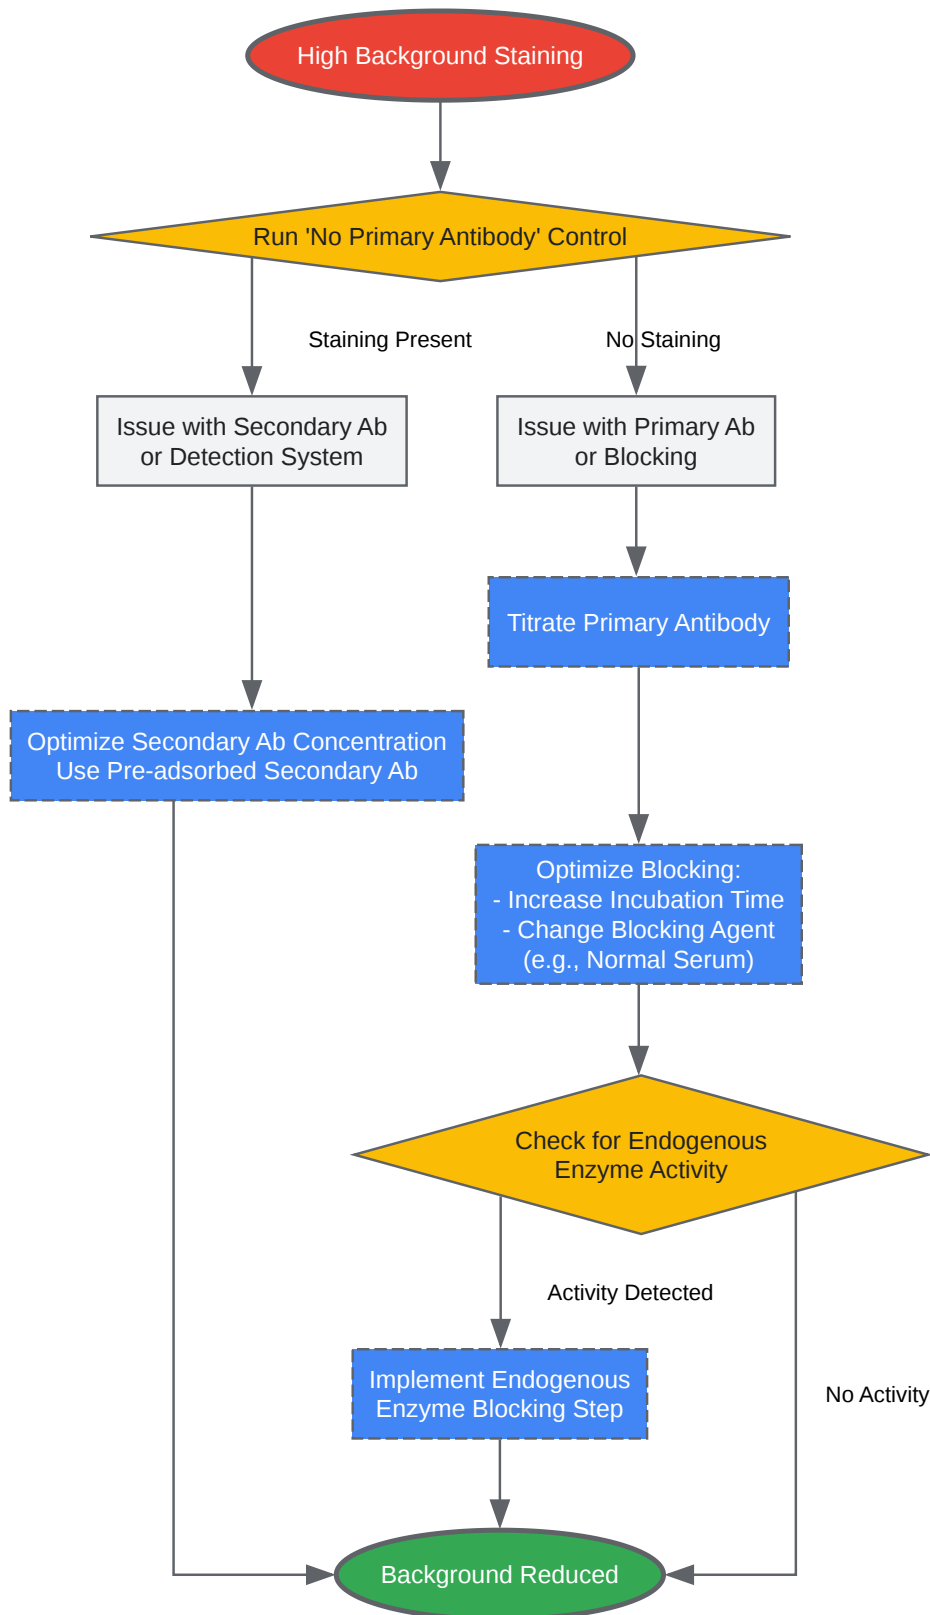 High Background Staining
Run 'No Primary Antibody' Control
Staining Present
No Staining
Issue with Secondary Ab
or Detection System
Issue with Primary Ab
or Blocking
Titrate Primary Antibody
Optimize Secondary Ab Concentration
Use Pre-adsorbed Secondary Ab
Optimize Blocking:
- Increase Incubation Time
- Change Blocking Agent
(e.g., Normal Serum)
Check for Endogenous
Enzyme Activity
Activity Detected
Implement Endogenous
Enzyme Blocking Step
No Activity
Background Reduced